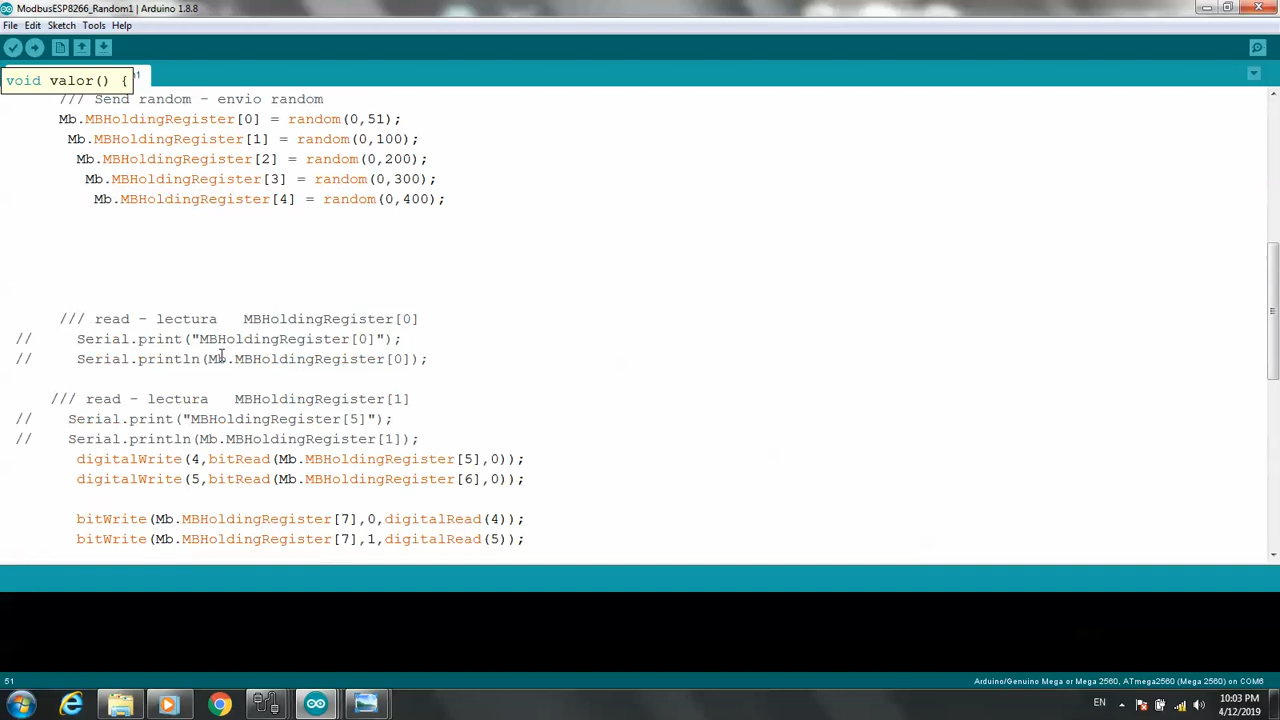 ModbusESP8266_Random1 | Arduino 1.8.8
File Edit Sketch Tools Help
void valor() {
/// Send random - envio random
Mb.MBHoldingRegister[0] = random(0,51);
Mb.MBHoldingRegister[1] = random(0,100);
Mb.MBHoldingRegister[2] = random(0,200);
Mb.MBHoldingRegister[3] = random(0,300);
Mb.MBHoldingRegister[4] = random(0,400);
/// read - lectura   MBHoldingRegister[0]
//     Serial.print("MBHoldingRegister[0]");
//     Serial.println(Mb.MBHoldingRegister[0]);
/// read - lectura   MBHoldingRegister[1]
//    Serial.print("MBHoldingRegister[5]");
//    Serial.println(Mb.MBHoldingRegister[1]);
digitalWrite(4,bitRead(Mb.MBHoldingRegister[5],0));
digitalWrite(5,bitRead(Mb.MBHoldingRegister[6],0));
bitWrite(Mb.MBHoldingRegister[7],0,digitalRead(4));
bitWrite(Mb.MBHoldingRegister[7],1,digitalRead(5));
51
Arduino/Genuino Mega or Mega 2560, ATmega2560 (Mega 2560) on COM6
EN
10:03 PM
4/12/2019